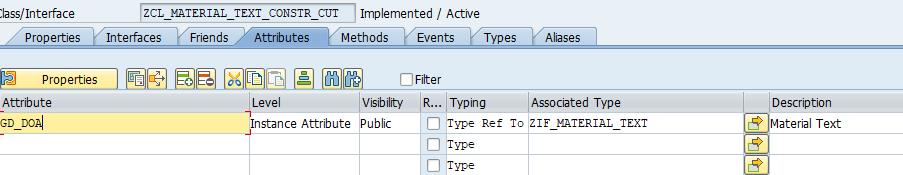 Class/Interface ZCL_MATERIAL_TEXT_CONSTR_CUT Implemented / Active
Properties Interfaces Friends Attributes Methods Events Types Aliases
Properties Filter
Attribute Level Visibility R... Typing Associated Type Description
GD_DOA Instance Attribute Public Type Ref To ZIF_MATERIAL_TEXT Material Text
Type
Type